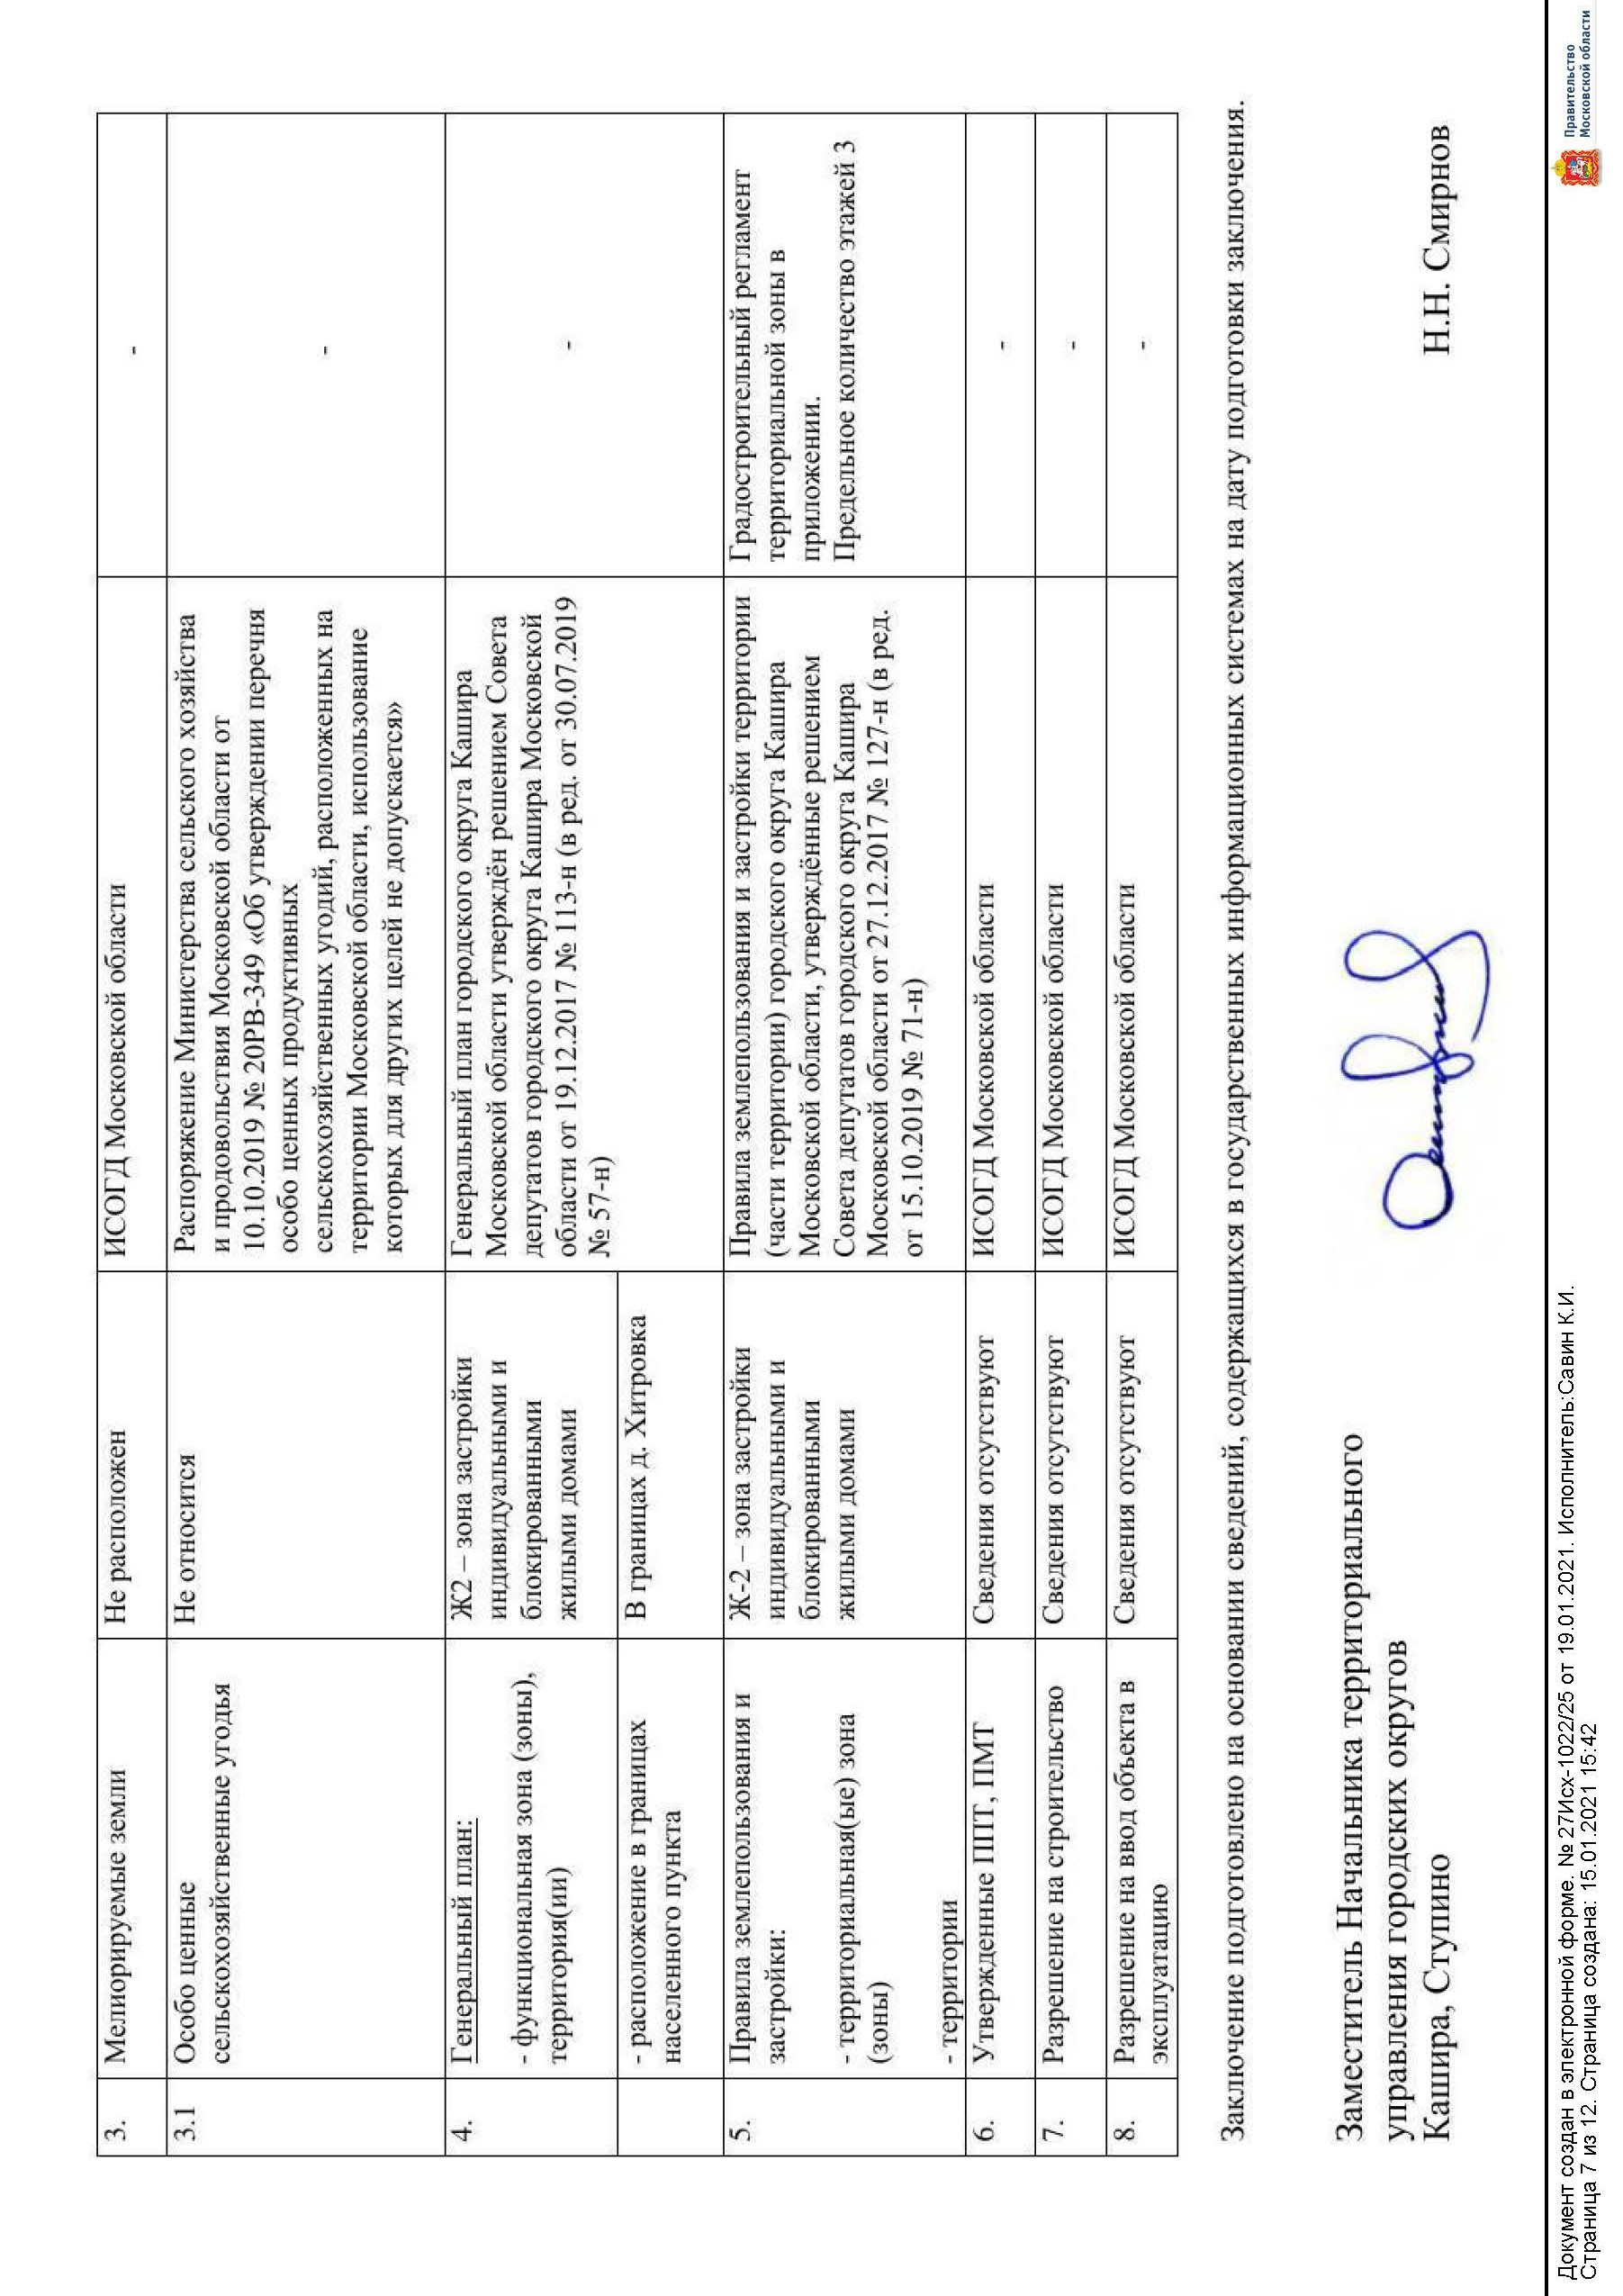 3.
Мелиорируемые земли
Не расположен
ИСОГД Московской области
-
3.1
Особо ценные
сельскохозяйственные угодья
Не относится
Распоряжение Министерства сельского хозяйства
и продовольствия Московской области от
10.10.2019 № 20РВ-349 «Об утверждении перечня
особо ценных продуктивных
сельскохозяйственных угодий, расположенных на
территории Московской области, использование
которых для других целей не допускается»
-
4.
Генеральный план:
- функциональная зона (зоны),
территория(ии)
Ж2 – зона застройки
индивидуальными и
блокированными
жилыми домами
Генеральный план городского округа Кашира
Московской области утверждён решением Совета
депутатов городского округа Кашира Московской
области от 19.12.2017 № 113-н (в ред. от 30.07.2019
№ 57-н)
-
- расположение в границах
населенного пункта
В границах д. Хитровка
5.
Правила землепользования и
застройки:
- территориальная(ые) зона
(зоны)
- территории
Ж-2 – зона застройки
индивидуальными и
блокированными
жилыми домами
Правила землепользования и застройки территории
(части территории) городского округа Кашира
Московской области, утверждённые решением
Совета депутатов городского округа Кашира
Московской области от 27.12.2017 № 127-н (в ред.
от 15.10.2019 № 71-н)
Градостроительный регламент
территориальной зоны в
приложении.
Предельное количество этажей 3
6.
Утвержденные ППТ, ПМТ
Сведения отсутствуют
ИСОГД Московской области
-
7.
Разрешение на строительство
Сведения отсутствуют
ИСОГД Московской области
-
8.
Разрешение на ввод объекта в
эксплуатацию
Сведения отсутствуют
ИСОГД Московской области
-
Заключение подготовлено на основании сведений, содержащихся в государственных информационных системах на дату подготовки заключения.
Заместитель Начальника территориального
управления городских округов
Кашира, Ступино
Н.Н. Смирнов
Документ создан в электронной форме. № 27Исх-1022/25 от 19.01.2021. Исполнитель:Савин К.И.
Страница 7 из 12. Страница создана: 15.01.2021 15:42
Правительство
Московской области